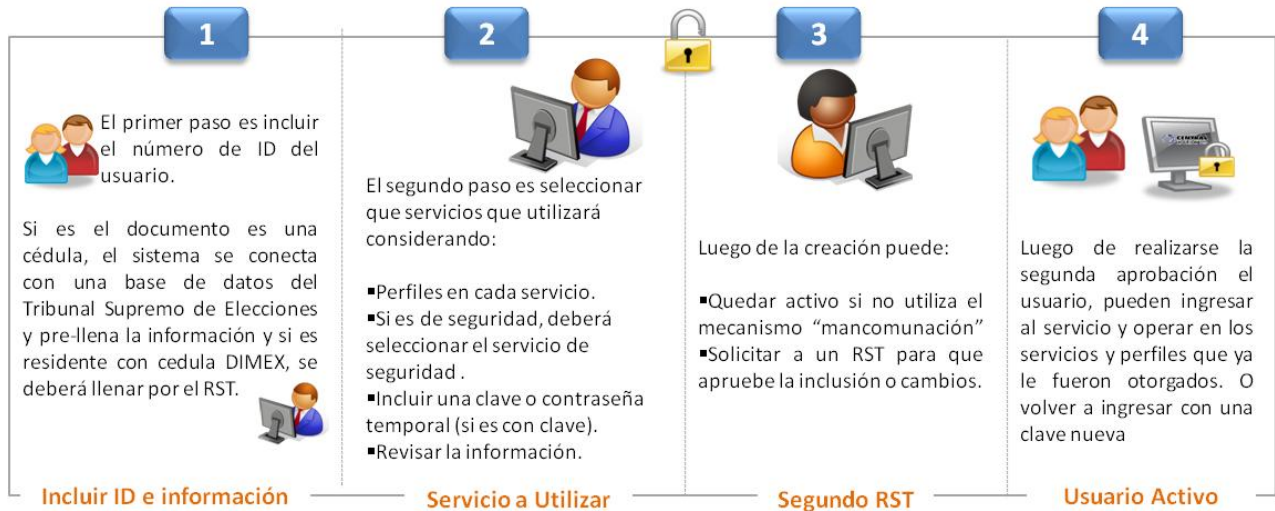 1
El primer paso es incluir
el número de ID del
usuario.
Si es el documento es una
cédula, el sistema se conecta
con una base de datos del
Tribunal Supremo de Elecciones
y pre-llena la información y si es
residente con cedula DIMEX, se
deberá llenar por el RST.
Incluir ID e información
2
El segundo paso es seleccionar
que servicios que utilizará
considerando:
▪Perfiles en cada servicio.
▪Si es de seguridad, deberá
seleccionar el servicio de
seguridad .
▪Incluir una clave o contraseña
temporal (si es con clave).
▪Revisar la información.
Servicio a Utilizar
3
Luego de la creación puede:
▪Quedar activo si no utiliza el
mecanismo “mancomunación”
▪Solicitar a un RST para que
apruebe la inclusión o cambios.
Segundo RST
4
CENTRAL
Luego de realizarse la
segunda aprobación el
usuario, pueden ingresar
al servicio y operar en los
servicios y perfiles que ya
le fueron otorgados. O
volver a ingresar con una
clave nueva
Usuario Activo